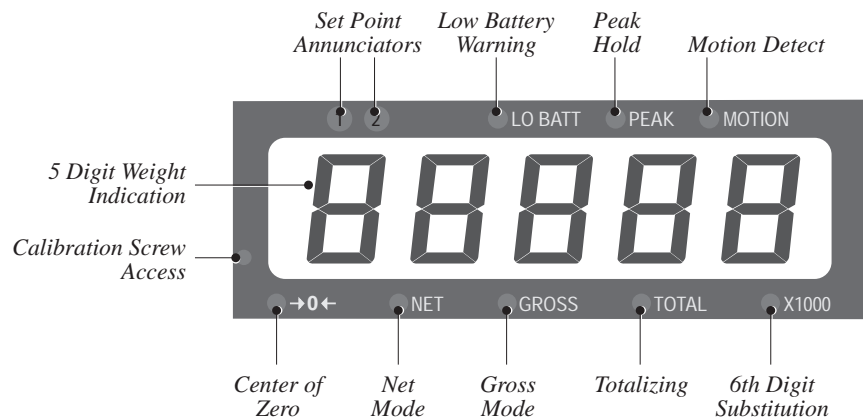 Set Point
Annunciators
Low Battery
Warning
Peak
Hold
Motion Detect
1 2 LO BATT PEAK MOTION
5 Digit Weight
Indication
88888
Calibration Screw
Access
→0← NET GROSS TOTAL X1000
Center of
Zero
Net
Mode
Gross
Mode
Totalizing
6th Digit
Substitution